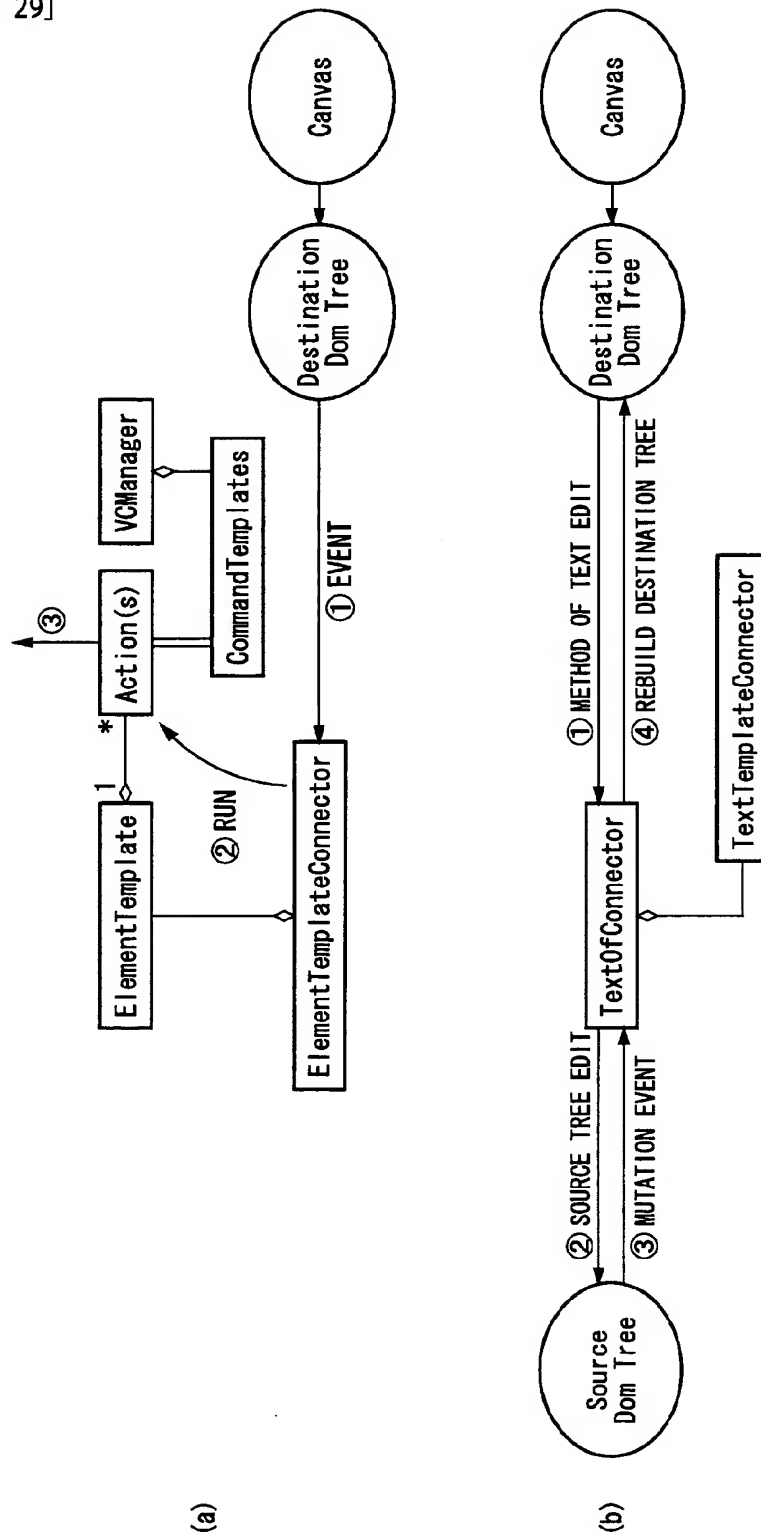 29]
(a)
ElementTemplate
1
*
Action(s)
③
VCManager
CommandTemplates
② RUN
ElementTemplateConnector
① EVENT
Destination
Dom Tree
Canvas
(b)
Source
Dom Tree
② SOURCE TREE EDIT
③ MUTATION EVENT
TextOfConnector
① METHOD OF TEXT EDIT
④ REBUILD DESTINATION TREE
Destination
Dom Tree
Canvas
TextTemplateConnector